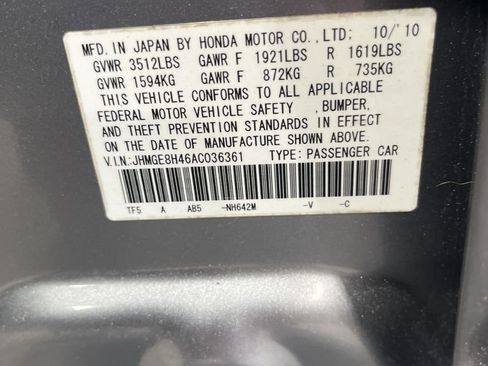 MFD.IN JAPAN BY HONDA MOTOR CO.,LTD: 10/'10
GVWR 3512LBS GAWR F 1921LBS R 1619LBS
GVWR 1594KG GAWR F 872KG R 735KG
THIS VEHICLE CONFORMS TO ALL APPLICABLE
FEDERAL MOTOR VEHICLE SAFETY ,BUMPER,
AND THEFT PREVENTION STANDARDS IN EFFECT
ON THE DATE OF MANUFACTURE SHOWN ABOVE.
V.I.N:JHMGE8H46AC036361 TYPE:PASSENGER CAR
TF5 A AB5 -NH642M -V -C